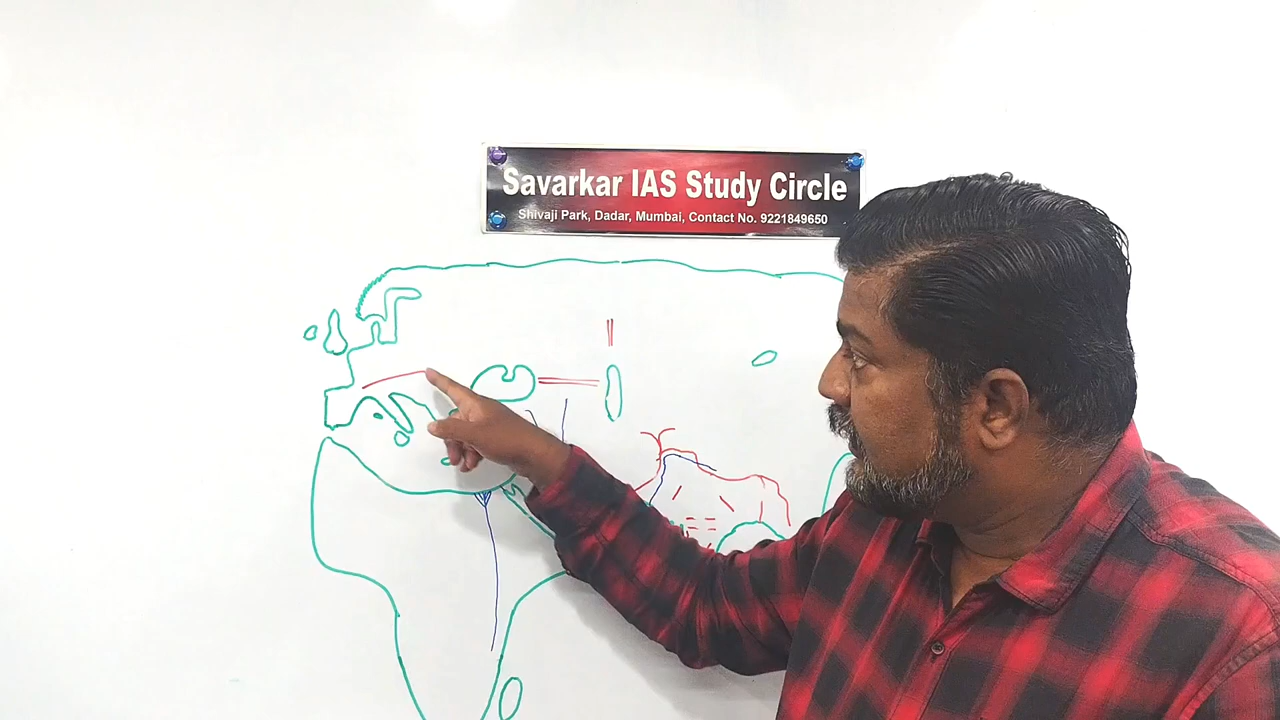 Savarkar IAS Study Circle
Shivaji Park, Dadar, Mumbai, Contact No. 9221849650